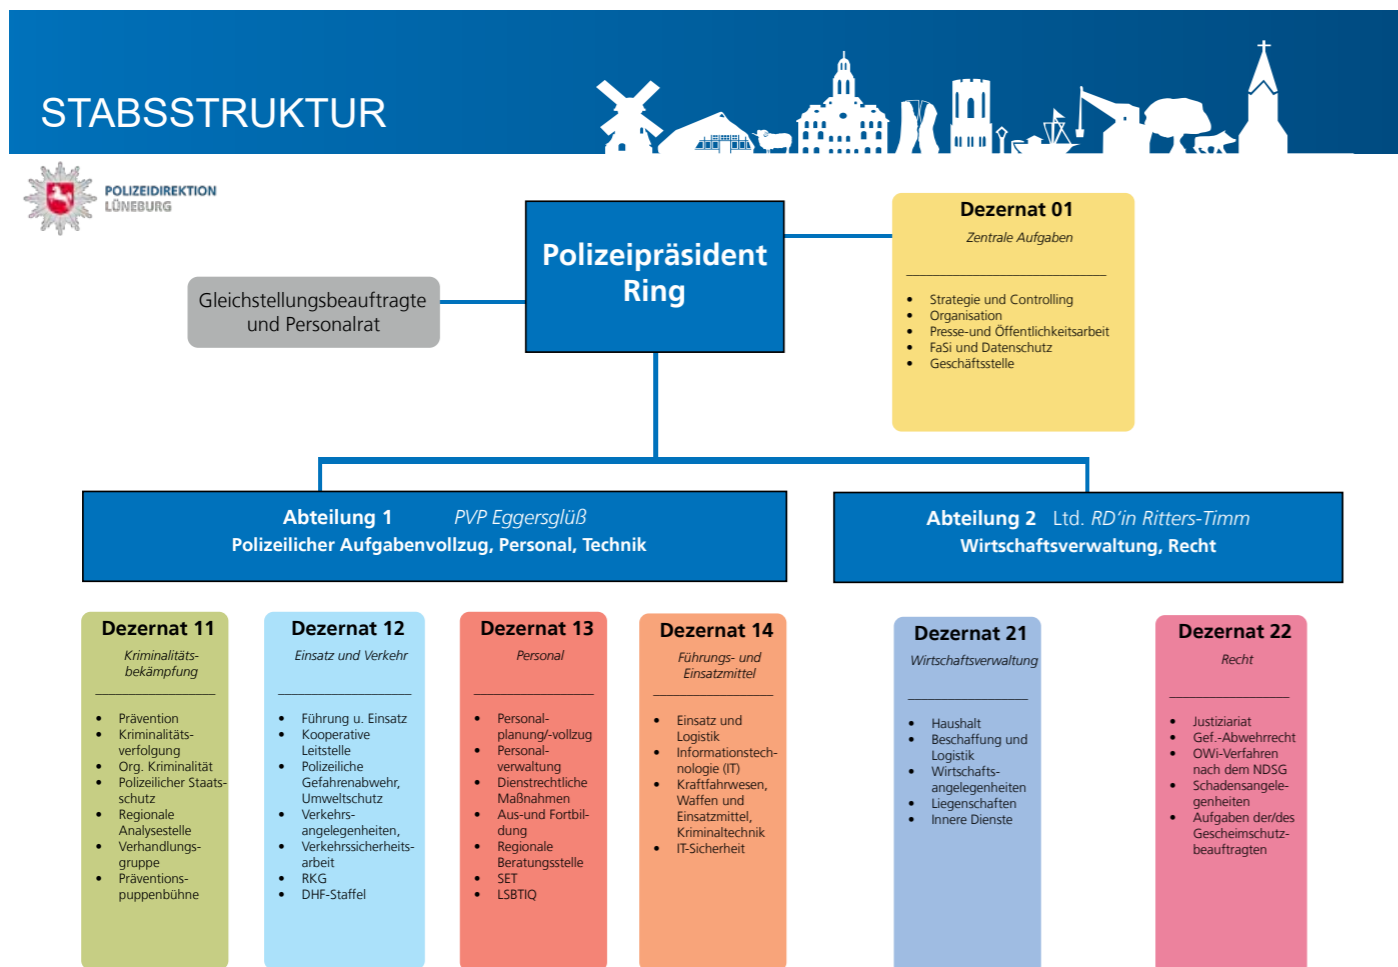 STABSSTRUKTUR
POLIZEIDIREKTION
LÜNEBURG
Polizeipräsident
Ring
Gleichstellungsbeauftragte
und Personalrat
Dezernat 01
Zentrale Aufgaben
• Strategie und Controlling
• Organisation
• Presse-und Öffentlichkeitsarbeit
• FaSi und Datenschutz
• Geschäftsstelle
Abteilung 1 PVP Eggersglüß
Polizeilicher Aufgabenvollzug, Personal, Technik
Abteilung 2 Ltd. RD'in Ritters-Timm
Wirtschaftsverwaltung, Recht
Dezernat 11
Kriminalitäts-
bekämpfung
• Prävention
• Kriminalitäts-
verfolgung
• Org. Kriminalität
• Polizeilicher Staats-
schutz
• Regionale
Analysestelle
• Verhandlungs-
gruppe
• Präventions-
puppenbühne
Dezernat 12
Einsatz und Verkehr
• Führung u. Einsatz
• Kooperative
Leitstelle
• Polizeiliche
Gefahrenabwehr,
Umweltschutz
• Verkehrs-
angelegenheiten,
• Verkehrssicherheits-
arbeit
• RKG
• DHF-Staffel
Dezernat 13
Personal
• Personal-
planung/-vollzug
• Personal-
verwaltung
• Dienstrechtliche
Maßnahmen
• Aus-und Fortbil-
dung
• Regionale
Beratungsstelle
• SET
• LSBTIQ
Dezernat 14
Führungs- und
Einsatzmittel
• Einsatz und
Logistik
• Informationstech-
nologie (IT)
• Kraftfahrwesen,
Waffen und
Einsatzmittel,
Kriminaltechnik
• IT-Sicherheit
Dezernat 21
Wirtschaftsverwaltung
• Haushalt
• Beschaffung und
Logistik
• Wirtschafts-
angelegenheiten
• Liegenschaften
• Innere Dienste
Dezernat 22
Recht
• Justiziariat
• Gef.-Abwehrrecht
• OWi-Verfahren
nach dem NDSG
• Schadensangele-
genheiten
• Aufgaben der/des
Gescheimschutz-
beauftragten